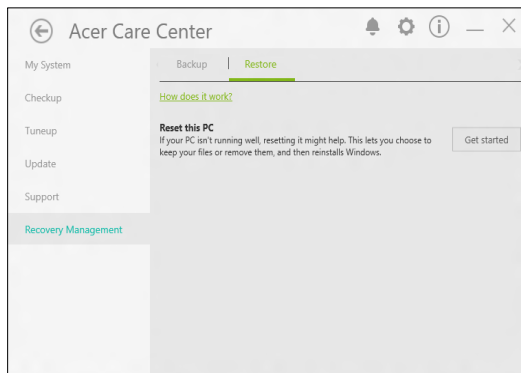 Acer Care Center
My System
Backup
Restore
Checkup
How does it work?
Tuneup
Reset this PC
If your PC isn't running well, resetting it might help. This lets you choose to
keep your files or remove them, and then reinstalls Windows.
Get started
Update
Support
Recovery Management